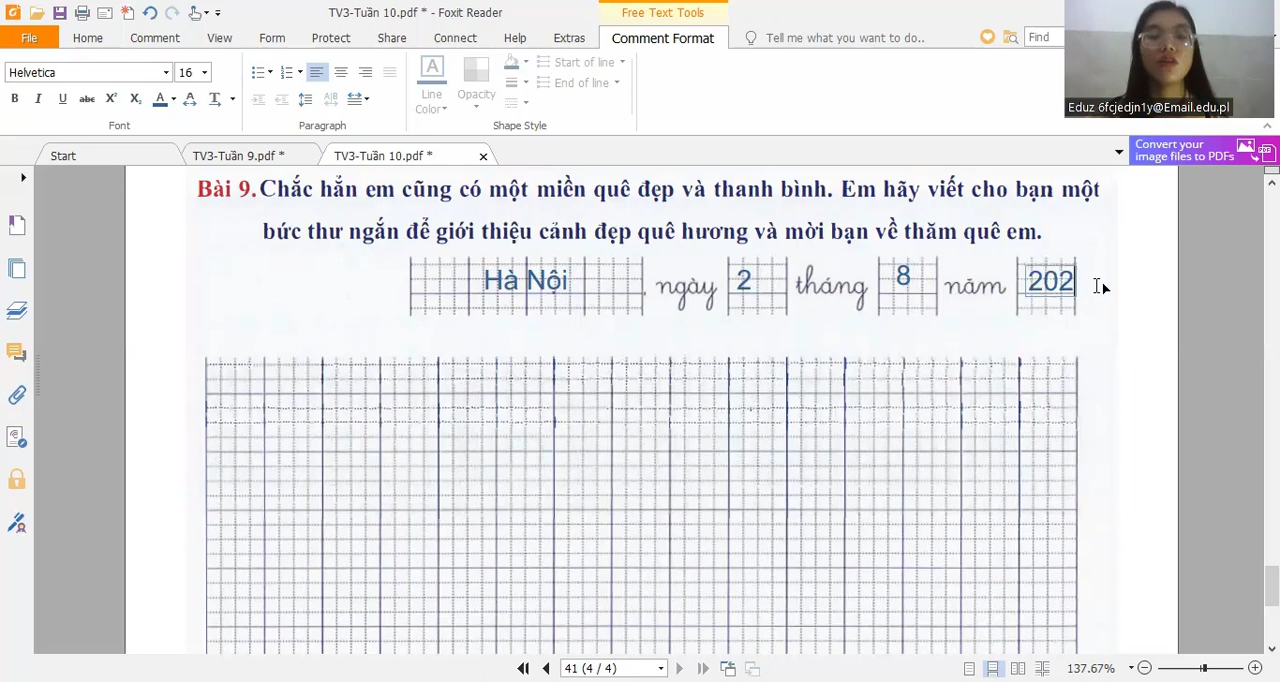 TV3-Tuần 10.pdf * - Foxit Reader
Free Text Tools
File Home Comment View Form Protect Share Connect Help Extras Comment Format Tell me what you want to do.. Find
Helvetica 16
Line Color Opacity
Start of line
End of line
B I U abc X² X₂ A A T
Font Paragraph Shape Style
Eduz 6fcjedjn1y@Email.edu.pl
Start TV3-Tuần 9.pdf * TV3-Tuần 10.pdf *
Convert your image files to PDFs
Bài 9. Chắc hẳn em cũng có một miền quê đẹp và thanh bình. Em hãy viết cho bạn một
bức thư ngắn để giới thiệu cảnh đẹp quê hương và mời bạn về thăm quê em.
Hà Nội, ngày 2 tháng 8 năm 202
41 (4 / 4) 137.67%